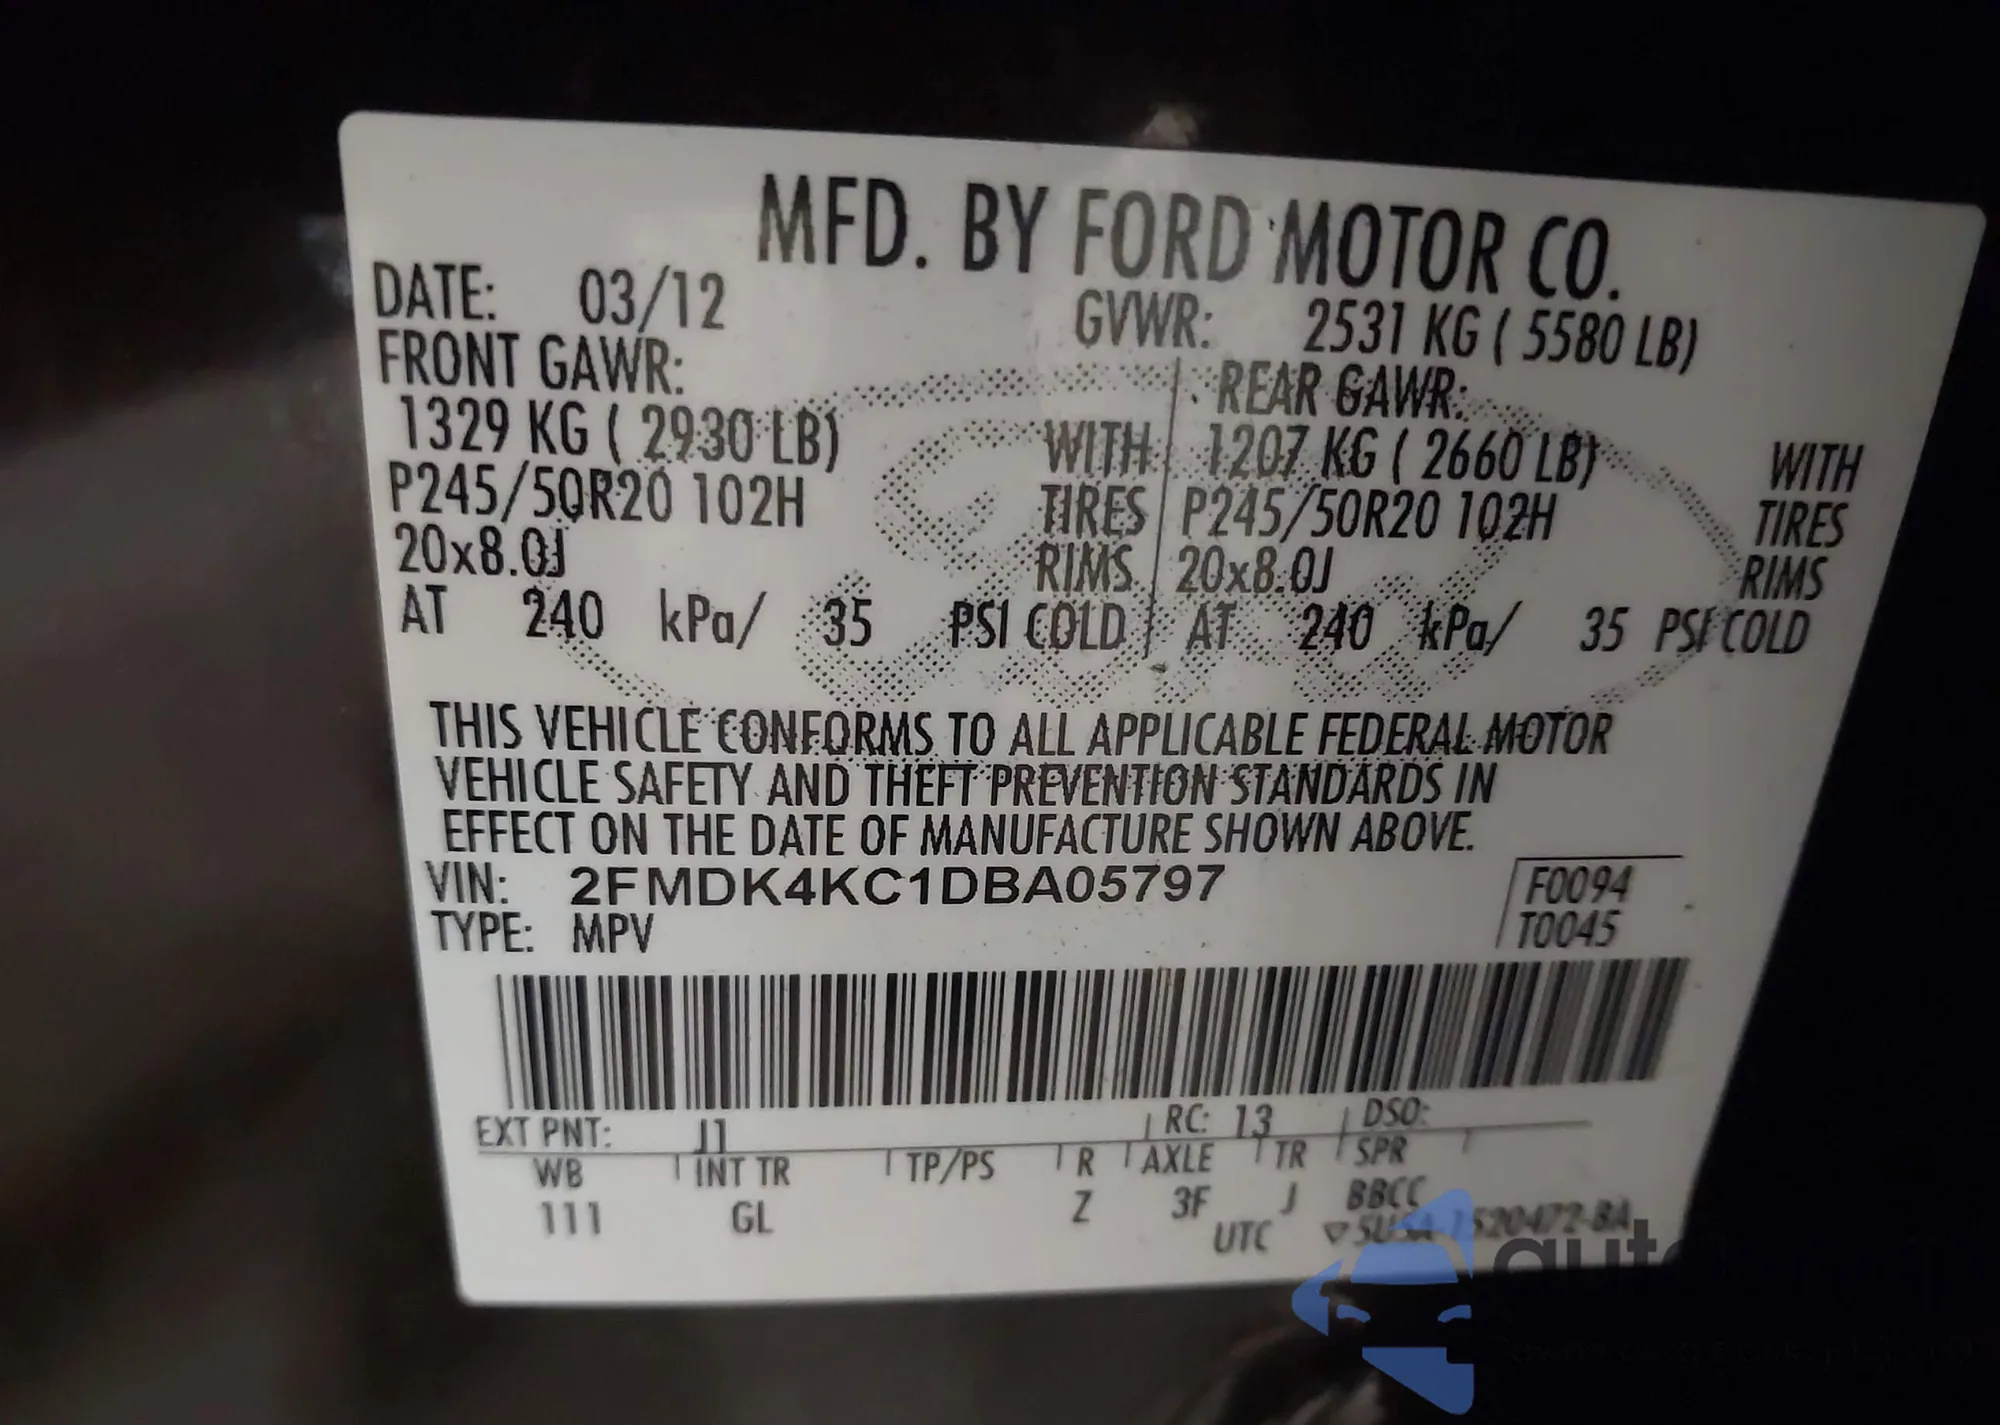 MFD. BY FORD MOTOR CO.
DATE: 03/12 GVWR: 2531 KG ( 5580 LB)
FRONT GAWR: REAR GAWR:
1329 KG ( 2930 LB) WITH 1207 KG ( 2660 LB) WITH
P245/50R20 102H TIRES P245/50R20 102H TIRES
20x8.0J RIMS 20x8.0J RIMS
AT 240 kPa/ 35 PSI COLD AT 240 kPa/ 35 PSI COLD
THIS VEHICLE CONFORMS TO ALL APPLICABLE FEDERAL MOTOR
VEHICLE SAFETY AND THEFT PREVENTION STANDARDS IN
EFFECT ON THE DATE OF MANUFACTURE SHOWN ABOVE.
VIN: 2FMDK4KC1DBA05797 F0094
TYPE: MPV T0045
EXT PNT: J1 RC: 13 DSO:
WB INT TR TP/PS R AXLE TR SPR
111 GL Z 3F J BBCC
UTC